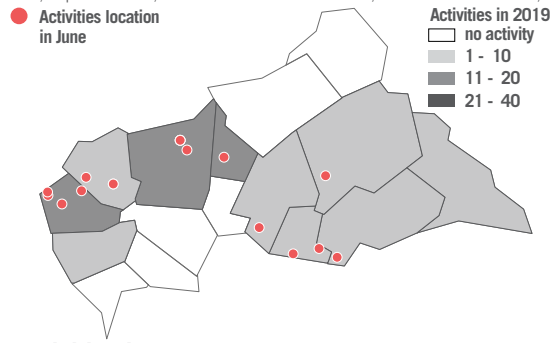 Activities location
in June
Activities in 2019
no activity
1 - 10
11 - 20
21 - 40